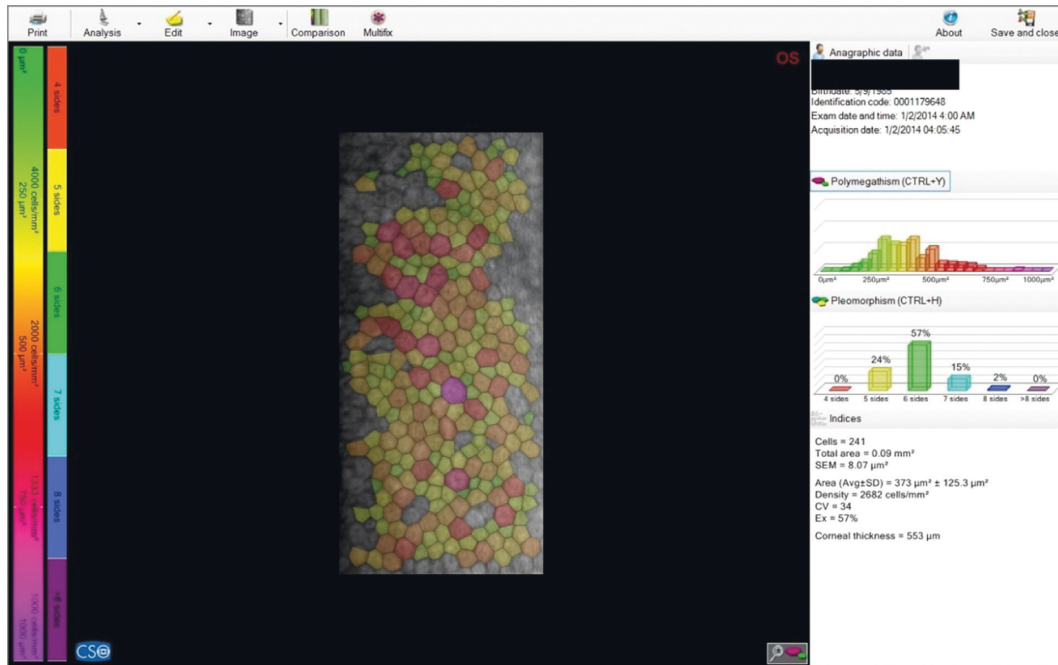 Print
Analysis
Edit
Image
Comparison
Multifix
About
Save and close
OS
Anagraphic data
Birthdate: 5/9/1985
Identification code: 0001179648
Exam date and time: 1/2/2014 4:00 AM
Acquisition date: 1/2/2014 04:05:45
Polymegathism (CTRL+Y)
0µm² 250µm² 500µm² 750µm² 1000µm²
Pleomorphism (CTRL+H)
0% 24% 57% 15% 2% 0%
4 sides 5 sides 6 sides 7 sides 8 sides >8 sides
Indices
Cells = 241
Total area = 0.09 mm²
SEM = 8.07 µm²
Area (Avg±SD) = 373 µm² ± 125.3 µm²
Density = 2682 cells/mm²
CV = 34
Ex = 57%
Corneal thickness = 553 µm
0 µm²
4000 cells/mm²
250 µm²
2000 cells/mm²
500 µm²
1333 cells/mm²
750 µm²
1000 cells/mm²
1000 µm²
4 sides
5 sides
6 sides
7 sides
8 sides
>8 sides
CSO